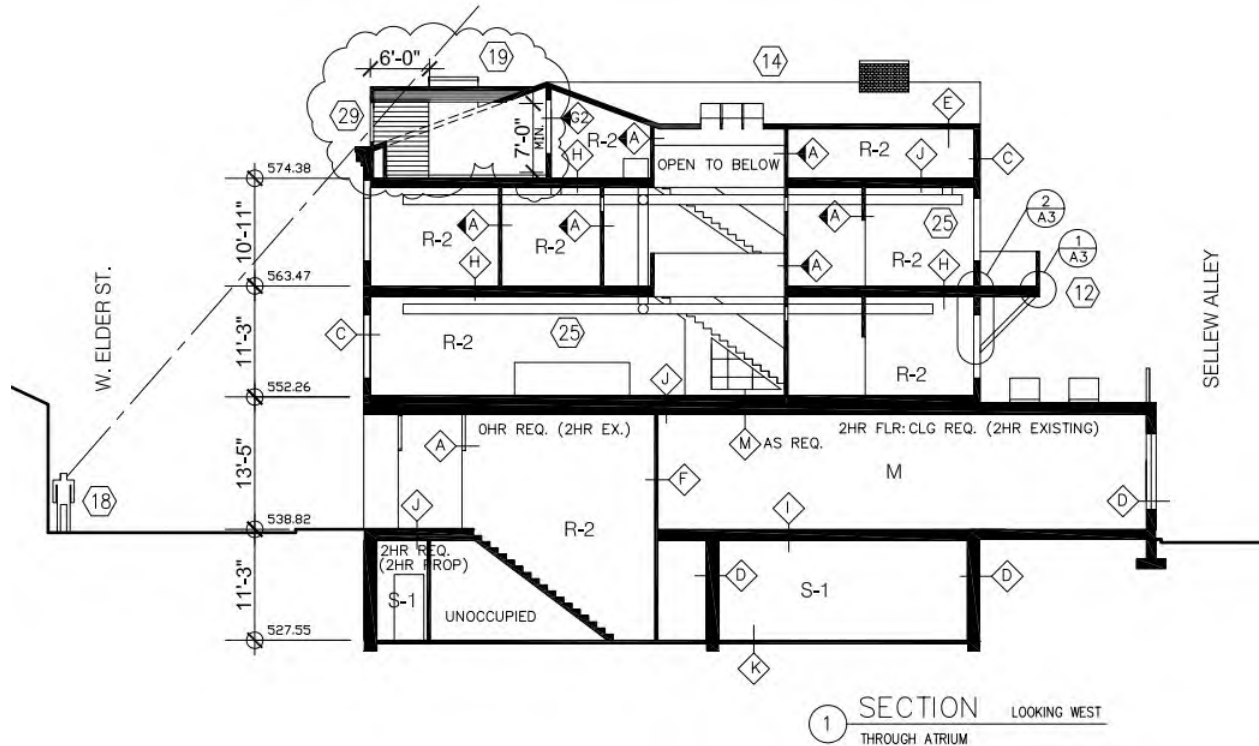 6'-0"
19
14
29
7'-0"
MIN.
G2
R-2
A
H
OPEN TO BELOW
A
R-2
J
E
C
574.38
10'-11"
R-2
A
R-2
A
H
A
A
R-2
25
H
2
A3
1
A3
12
563.47
W. ELDER ST.
SELLEW ALLEY
C
11'-3"
R-2
25
J
R-2
552.26
0HR REQ. (2HR EX.)
M
AS REQ.
2HR FLR:CLG REQ. (2HR EXISTING)
A
13'-5"
F
M
D
18
J
R-2
I
538.82
2HR REQ.
(2HR PROP)
S-1
UNOCCUPIED
11'-3"
D
S-1
D
K
527.55
1
SECTION LOOKING WEST
THROUGH ATRIUM